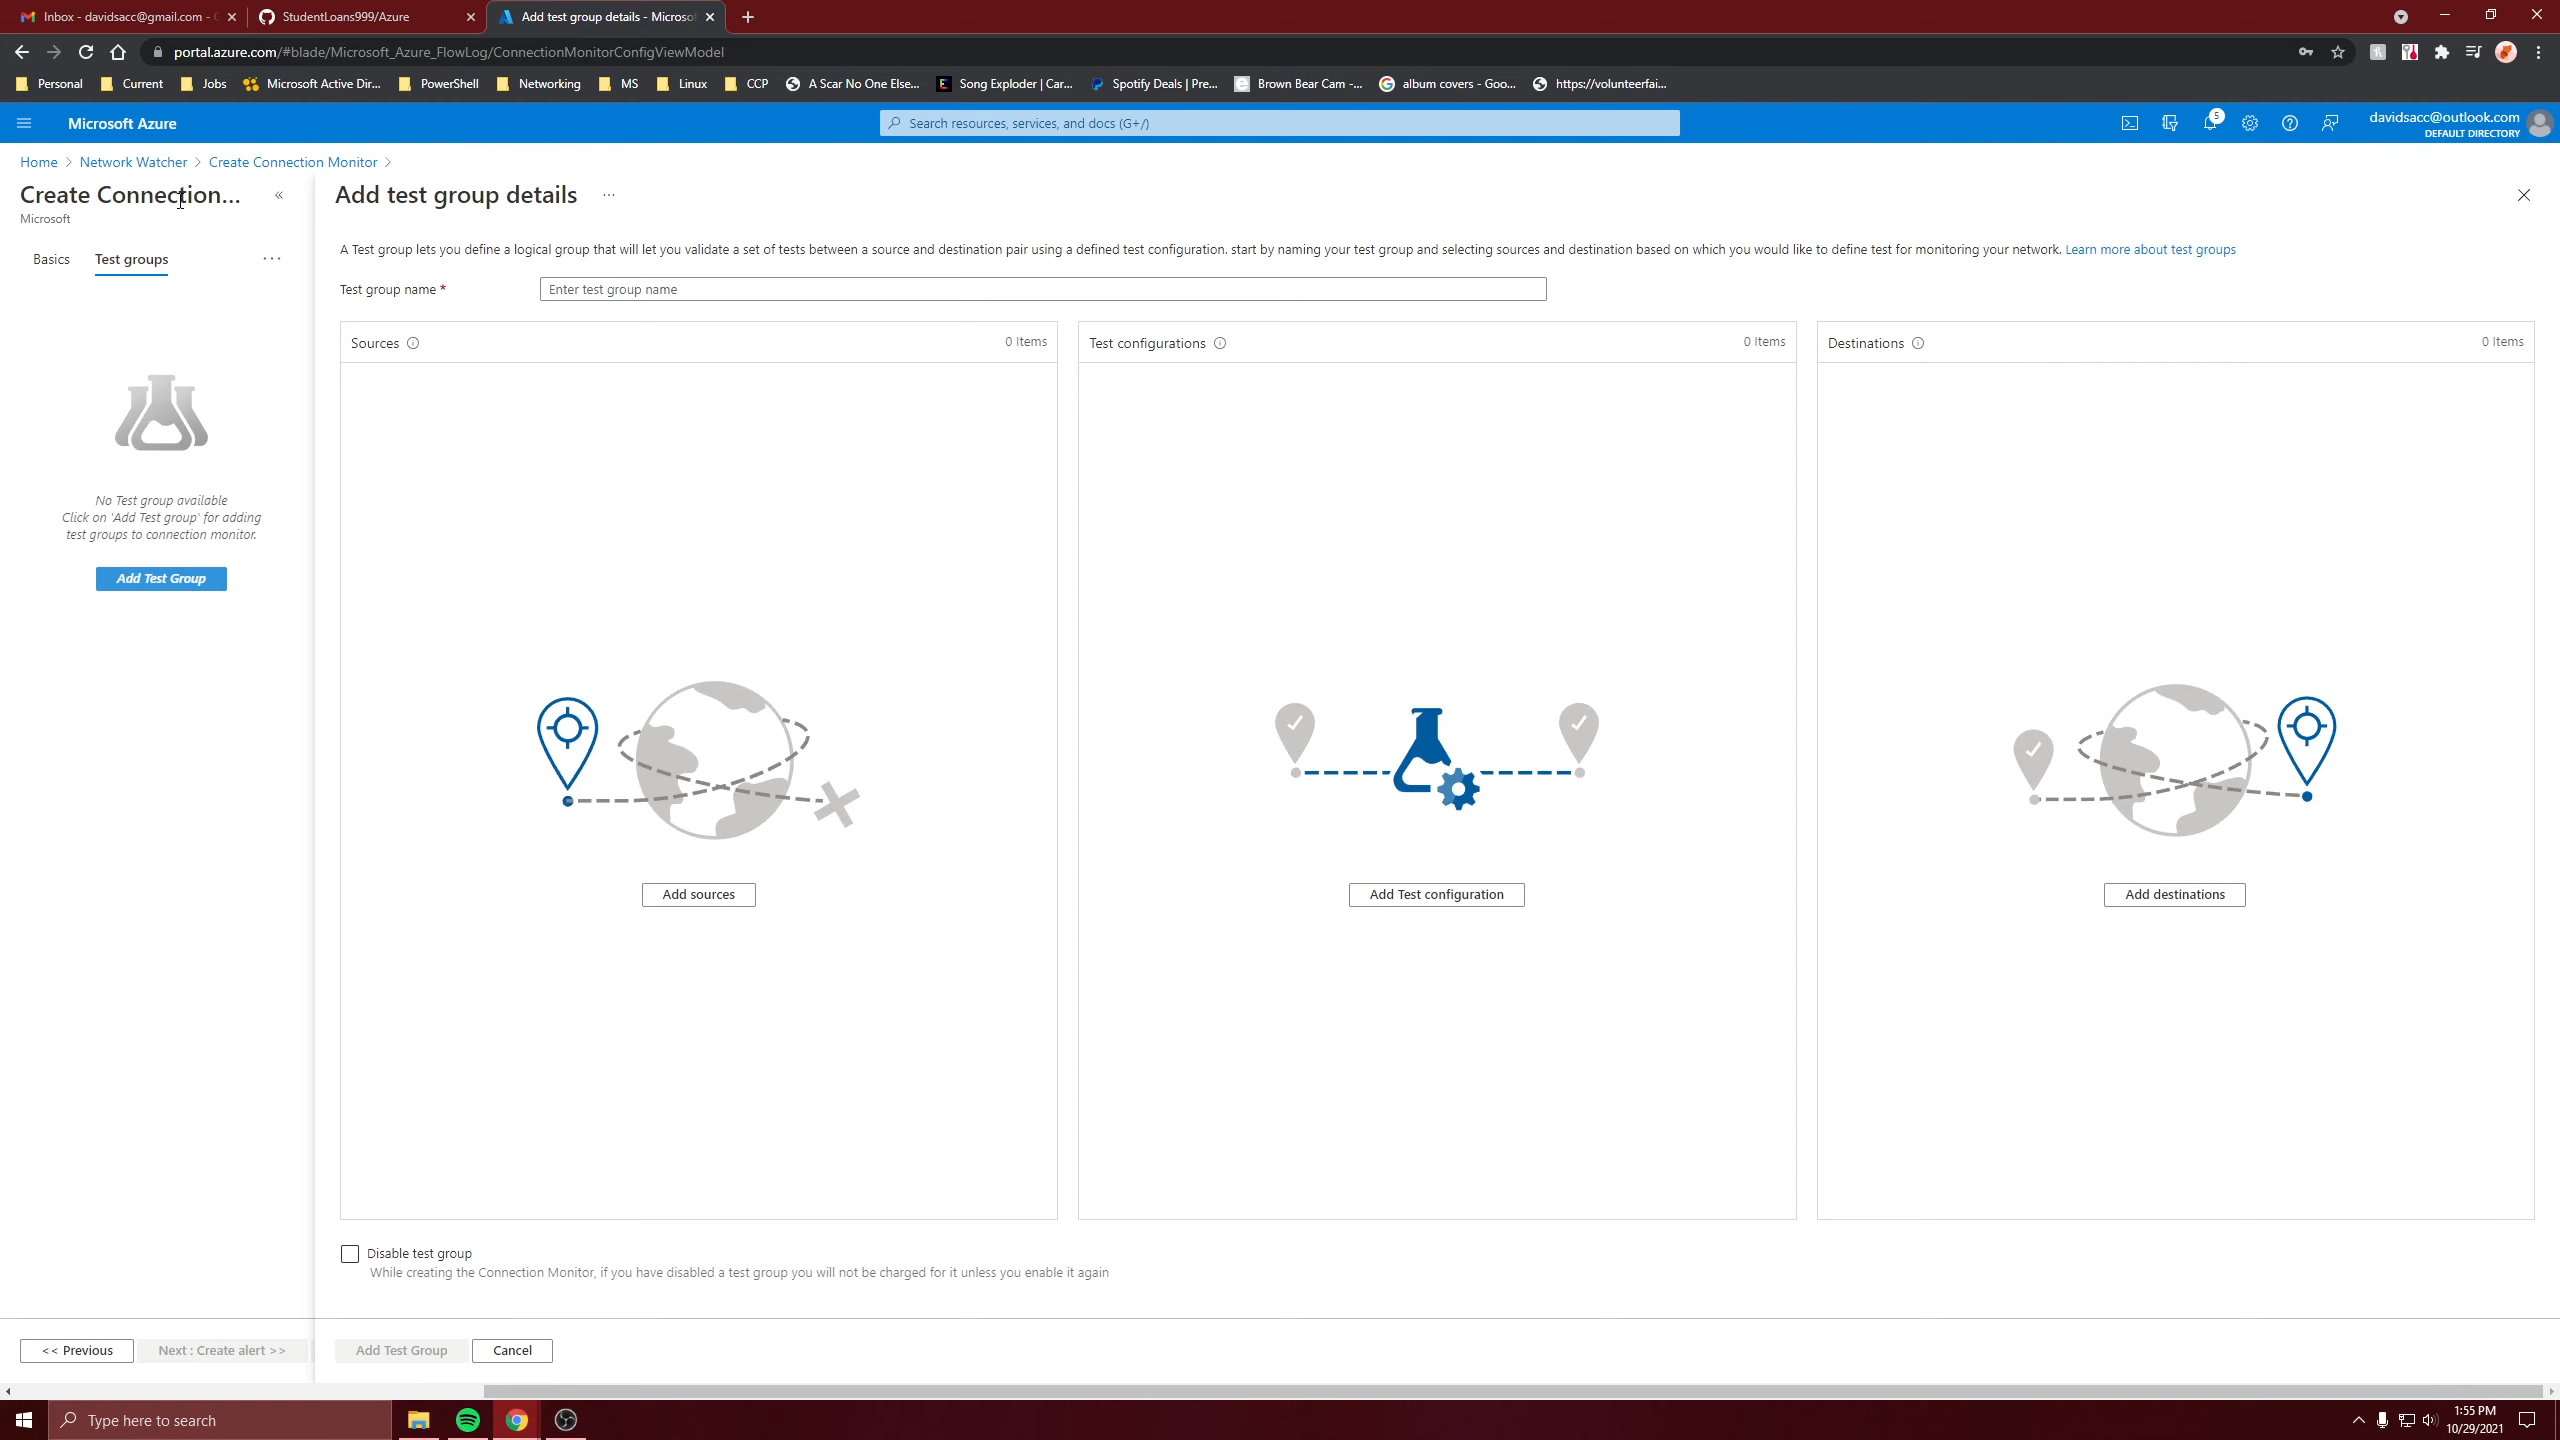 Inbox - davidsacc@gmail.com -
StudentLoans999/Azure
Add test group details - Microso
portal.azure.com/#blade/Microsoft_Azure_FlowLog/ConnectionMonitorConfigViewModel
Personal
Current
Jobs
Microsoft Active Dir...
PowerShell
Networking
MS
Linux
CCP
A Scar No One Else...
Song Exploder | Car...
Spotify Deals | Pre...
Brown Bear Cam -...
album covers - Goo...
https://volunteerfai...
Microsoft Azure
Search resources, services, and docs (G+/)
5
davidsacc@outlook.com
DEFAULT DIRECTORY
Home > Network Watcher > Create Connection Monitor >
Create Connection...
«
Microsoft
Add test group details
...
Basics
Test groups
...
A Test group lets you define a logical group that will let you validate a set of tests between a source and destination pair using a defined test configuration. start by naming your test group and selecting sources and destination based on which you would like to define test for monitoring your network. Learn more about test groups
Test group name *
Enter test group name
Sources
0 Items
Test configurations
0 Items
Destinations
0 Items
No Test group available
Click on 'Add Test group' for adding
test groups to connection monitor.
Add Test Group
Add sources
Add Test configuration
Add destinations
Disable test group
While creating the Connection Monitor, if you have disabled a test group you will not be charged for it unless you enable it again
<< Previous
Next : Create alert >>
Add Test Group
Cancel
Type here to search
1:55 PM
10/29/2021